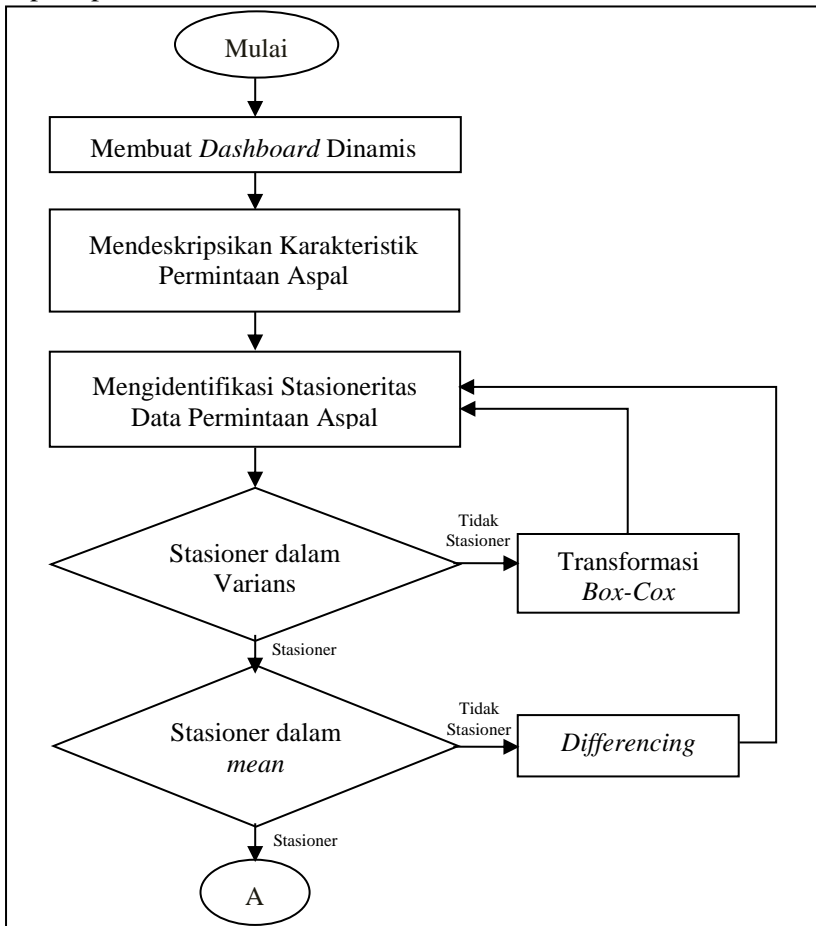 Mulai
Membuat Dashboard Dinamis
Mendeskripsikan Karakteristik
Permintaan Aspal
Mengidentifikasi Stasioneritas
Data Permintaan Aspal
Stasioner dalam
Varians
Tidak
Stasioner
Transformasi
Box-Cox
Stasioner
Stasioner dalam
mean
Tidak
Stasioner
Differencing
Stasioner
A